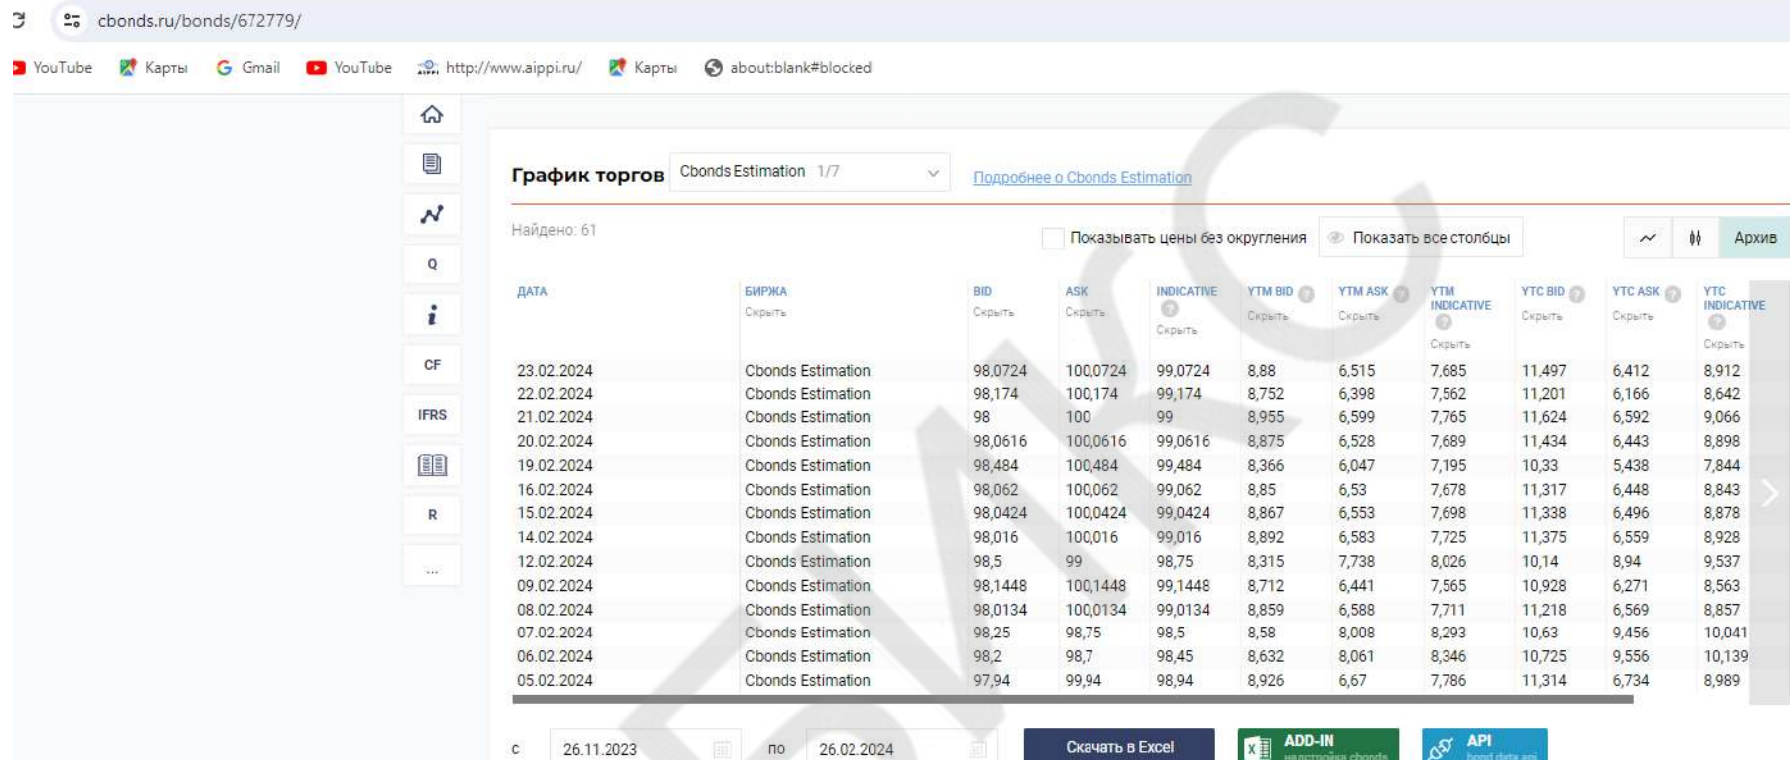 cbonds.ru/bonds/672779/
YouTube Карты Gmail YouTube http://www.aippi.ru/ Карты about:blank#blocked
График торгов Cbonds Estimation 1/7 Подробнее о Cbonds Estimation
Найдено: 61 Показывать цены без округления Показать все столбцы Архив
ДАТА БИРЖА BID ASK INDICATIVE YTM BID YTM ASK YTM INDICATIVE YTC BID YTC ASK YTC INDICATIVE
Скрыть Скрыть Скрыть Скрыть Скрыть Скрыть Скрыть Скрыть Скрыть Скрыть
23.02.2024 Cbonds Estimation 98,0724 100,0724 99,0724 8,88 6,515 7,685 11,497 6,412 8,912
22.02.2024 Cbonds Estimation 98,174 100,174 99,174 8,752 6,398 7,562 11,201 6,166 8,642
21.02.2024 Cbonds Estimation 98 100 99 8,955 6,599 7,765 11,624 6,592 9,066
20.02.2024 Cbonds Estimation 98,0616 100,0616 99,0616 8,875 6,528 7,689 11,434 6,443 8,898
19.02.2024 Cbonds Estimation 98,484 100,484 99,484 8,366 6,047 7,195 10,33 5,438 7,844
16.02.2024 Cbonds Estimation 98,062 100,062 99,062 8,85 6,53 7,678 11,317 6,448 8,843
15.02.2024 Cbonds Estimation 98,0424 100,0424 99,0424 8,867 6,553 7,698 11,338 6,496 8,878
14.02.2024 Cbonds Estimation 98,016 100,016 99,016 8,892 6,583 7,725 11,375 6,559 8,928
12.02.2024 Cbonds Estimation 98,5 99 98,75 8,315 7,738 8,026 10,14 8,94 9,537
09.02.2024 Cbonds Estimation 98,1448 100,1448 99,1448 8,712 6,441 7,565 10,928 6,271 8,563
08.02.2024 Cbonds Estimation 98,0134 100,0134 99,0134 8,859 6,588 7,711 11,218 6,569 8,857
07.02.2024 Cbonds Estimation 98,25 98,75 98,5 8,58 8,008 8,293 10,63 9,456 10,041
06.02.2024 Cbonds Estimation 98,2 98,7 98,45 8,632 8,061 8,346 10,725 9,556 10,139
05.02.2024 Cbonds Estimation 97,94 99,94 98,94 8,926 6,67 7,786 11,314 6,734 8,989
с 26.11.2023 по 26.02.2024 Скачать в Excel ADD-IN API
надстройка cbonds bond data api
Q
i
CF
IFRS
R
...